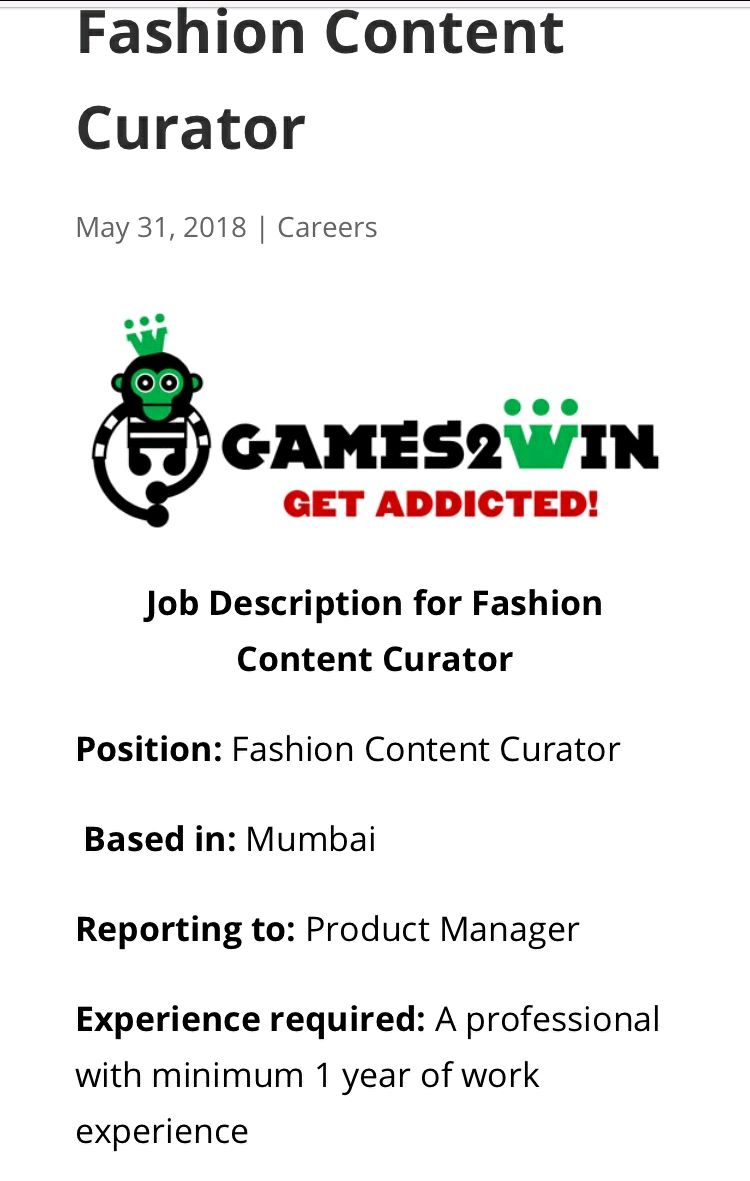 Fashion Content
Curator
May 31, 2018 | Careers
GAMES2WIN
GET ADDICTED!
Job Description for Fashion
Content Curator
Position: Fashion Content Curator
Based in: Mumbai
Reporting to: Product Manager
Experience required: A professional
with minimum 1 year of work
experience